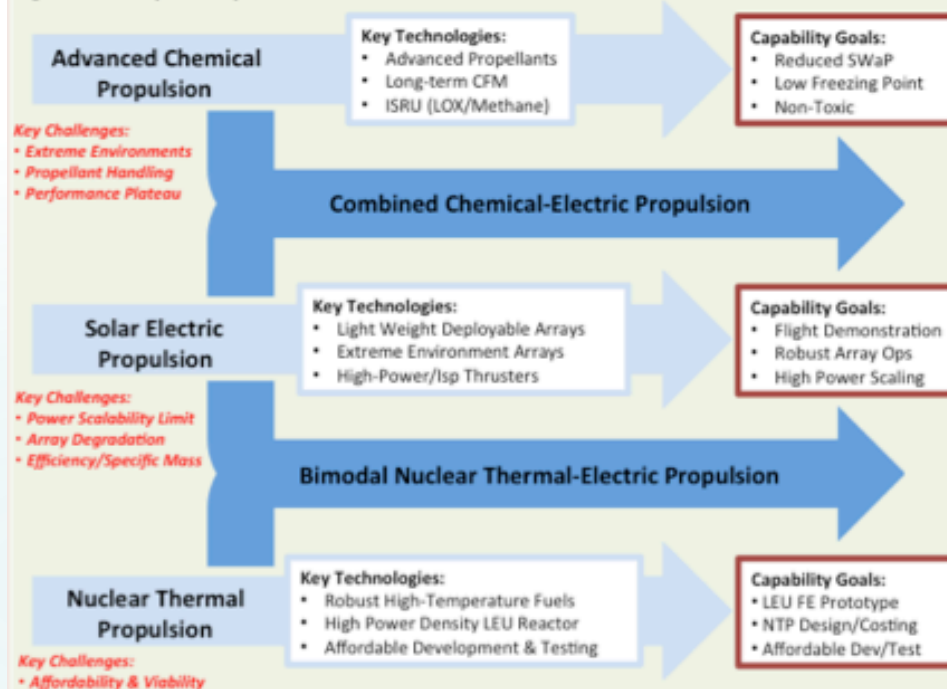 Advanced Chemical
Propulsion
Key Technologies:
• Advanced Propellants
• Long-term CFM
• ISRU (LOX/Methane)
Capability Goals:
• Reduced SWaP
• Low Freezing Point
• Non-Toxic
Key Challenges:
• Extreme Environments
• Propellant Handling
• Performance Plateau
Combined Chemical-Electric Propulsion
Solar Electric
Propulsion
Key Technologies:
• Light Weight Deployable Arrays
• Extreme Environment Arrays
• High-Power/Isp Thrusters
Capability Goals:
• Flight Demonstration
• Robust Array Ops
• High Power Scaling
Key Challenges:
• Power Scalability Limit
• Array Degradation
• Efficiency/Specific Mass
Bimodal Nuclear Thermal-Electric Propulsion
Nuclear Thermal
Propulsion
Key Technologies:
• Robust High-Temperature Fuels
• High Power Density LEU Reactor
• Affordable Development & Testing
Capability Goals:
• LEU FE Prototype
• NTP Design/Costing
• Affordable Dev/Test
Key Challenges:
• Affordability & Viability